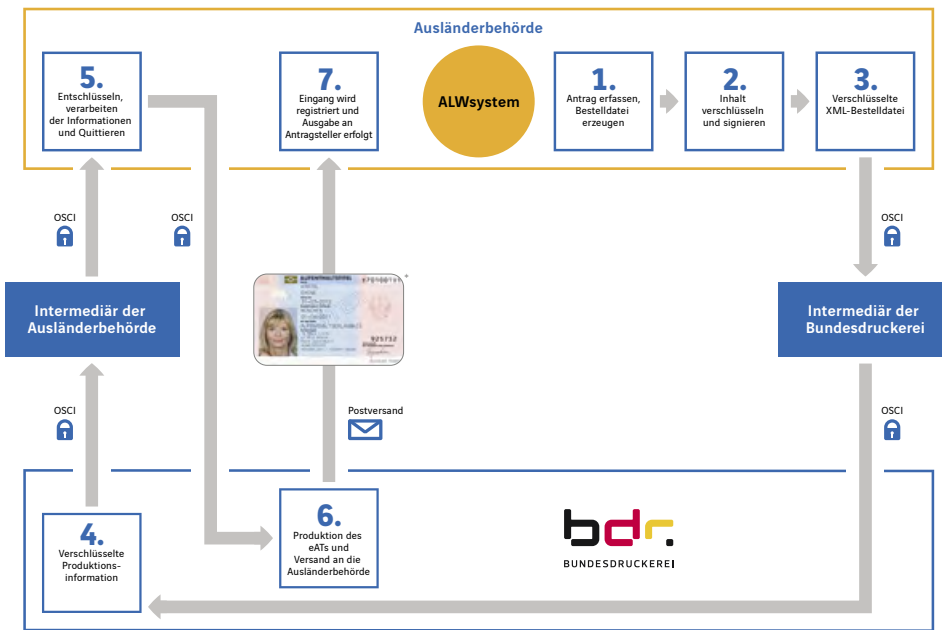 Ausländerbehörde
5.
Entschlüsseln,
verarbeiten
der Informationen
und Quittieren
7.
Eingang wird
registriert und
Ausgabe an
Antragsteller erfolgt
ALWsystem
1.
Antrag erfassen,
Bestelldatei
erzeugen
2.
Inhalt
verschlüsseln
und signieren
3.
Verschlüsselte
XML-Bestelldatei
OSCI
OSCI
OSCI
Intermediär der
Ausländerbehörde
AUFENTHALTSTITEL
925732
Intermediär der
Bundesdruckerei
OSCI
Postversand
OSCI
4.
Verschlüsselte
Produktions-
information
6.
Produktion des
eATs und
Versand an die
Ausländerbehörde
bdr.
BUNDESDRUCKEREI